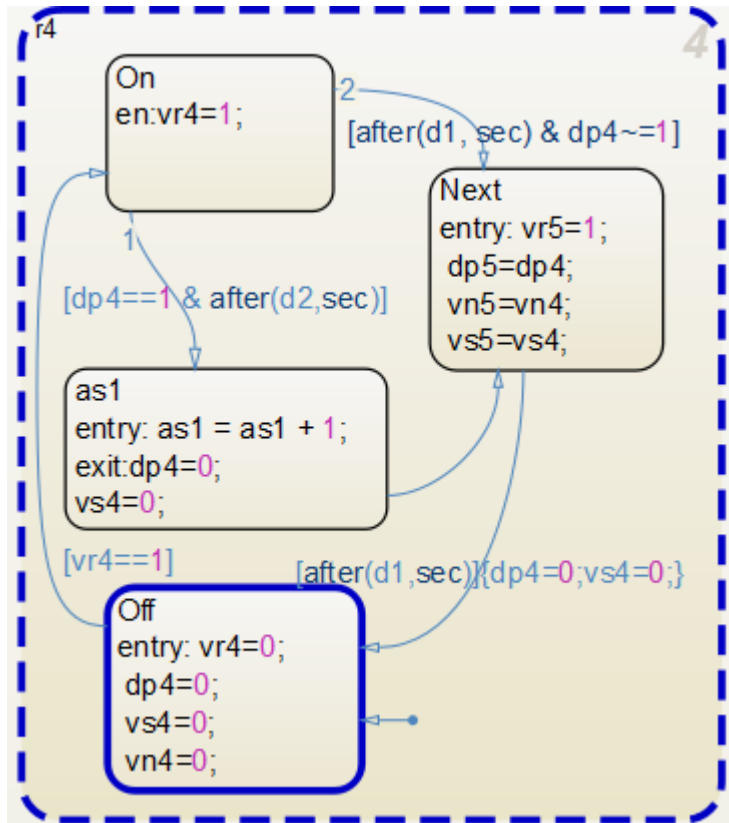 r4
4
On
en:vr4=1;
2
[after(d1, sec) & dp4~=1]
Next
entry: vr5=1;
dp5=dp4;
vn5=vn4;
vs5=vs4;
1
[dp4==1 & after(d2,sec)]
as1
entry: as1 = as1 + 1;
exit:dp4=0;
vs4=0;
[vr4==1]
[after(d1,sec)]{dp4=0;vs4=0;}
Off
entry: vr4=0;
dp4=0;
vs4=0;
vn4=0;